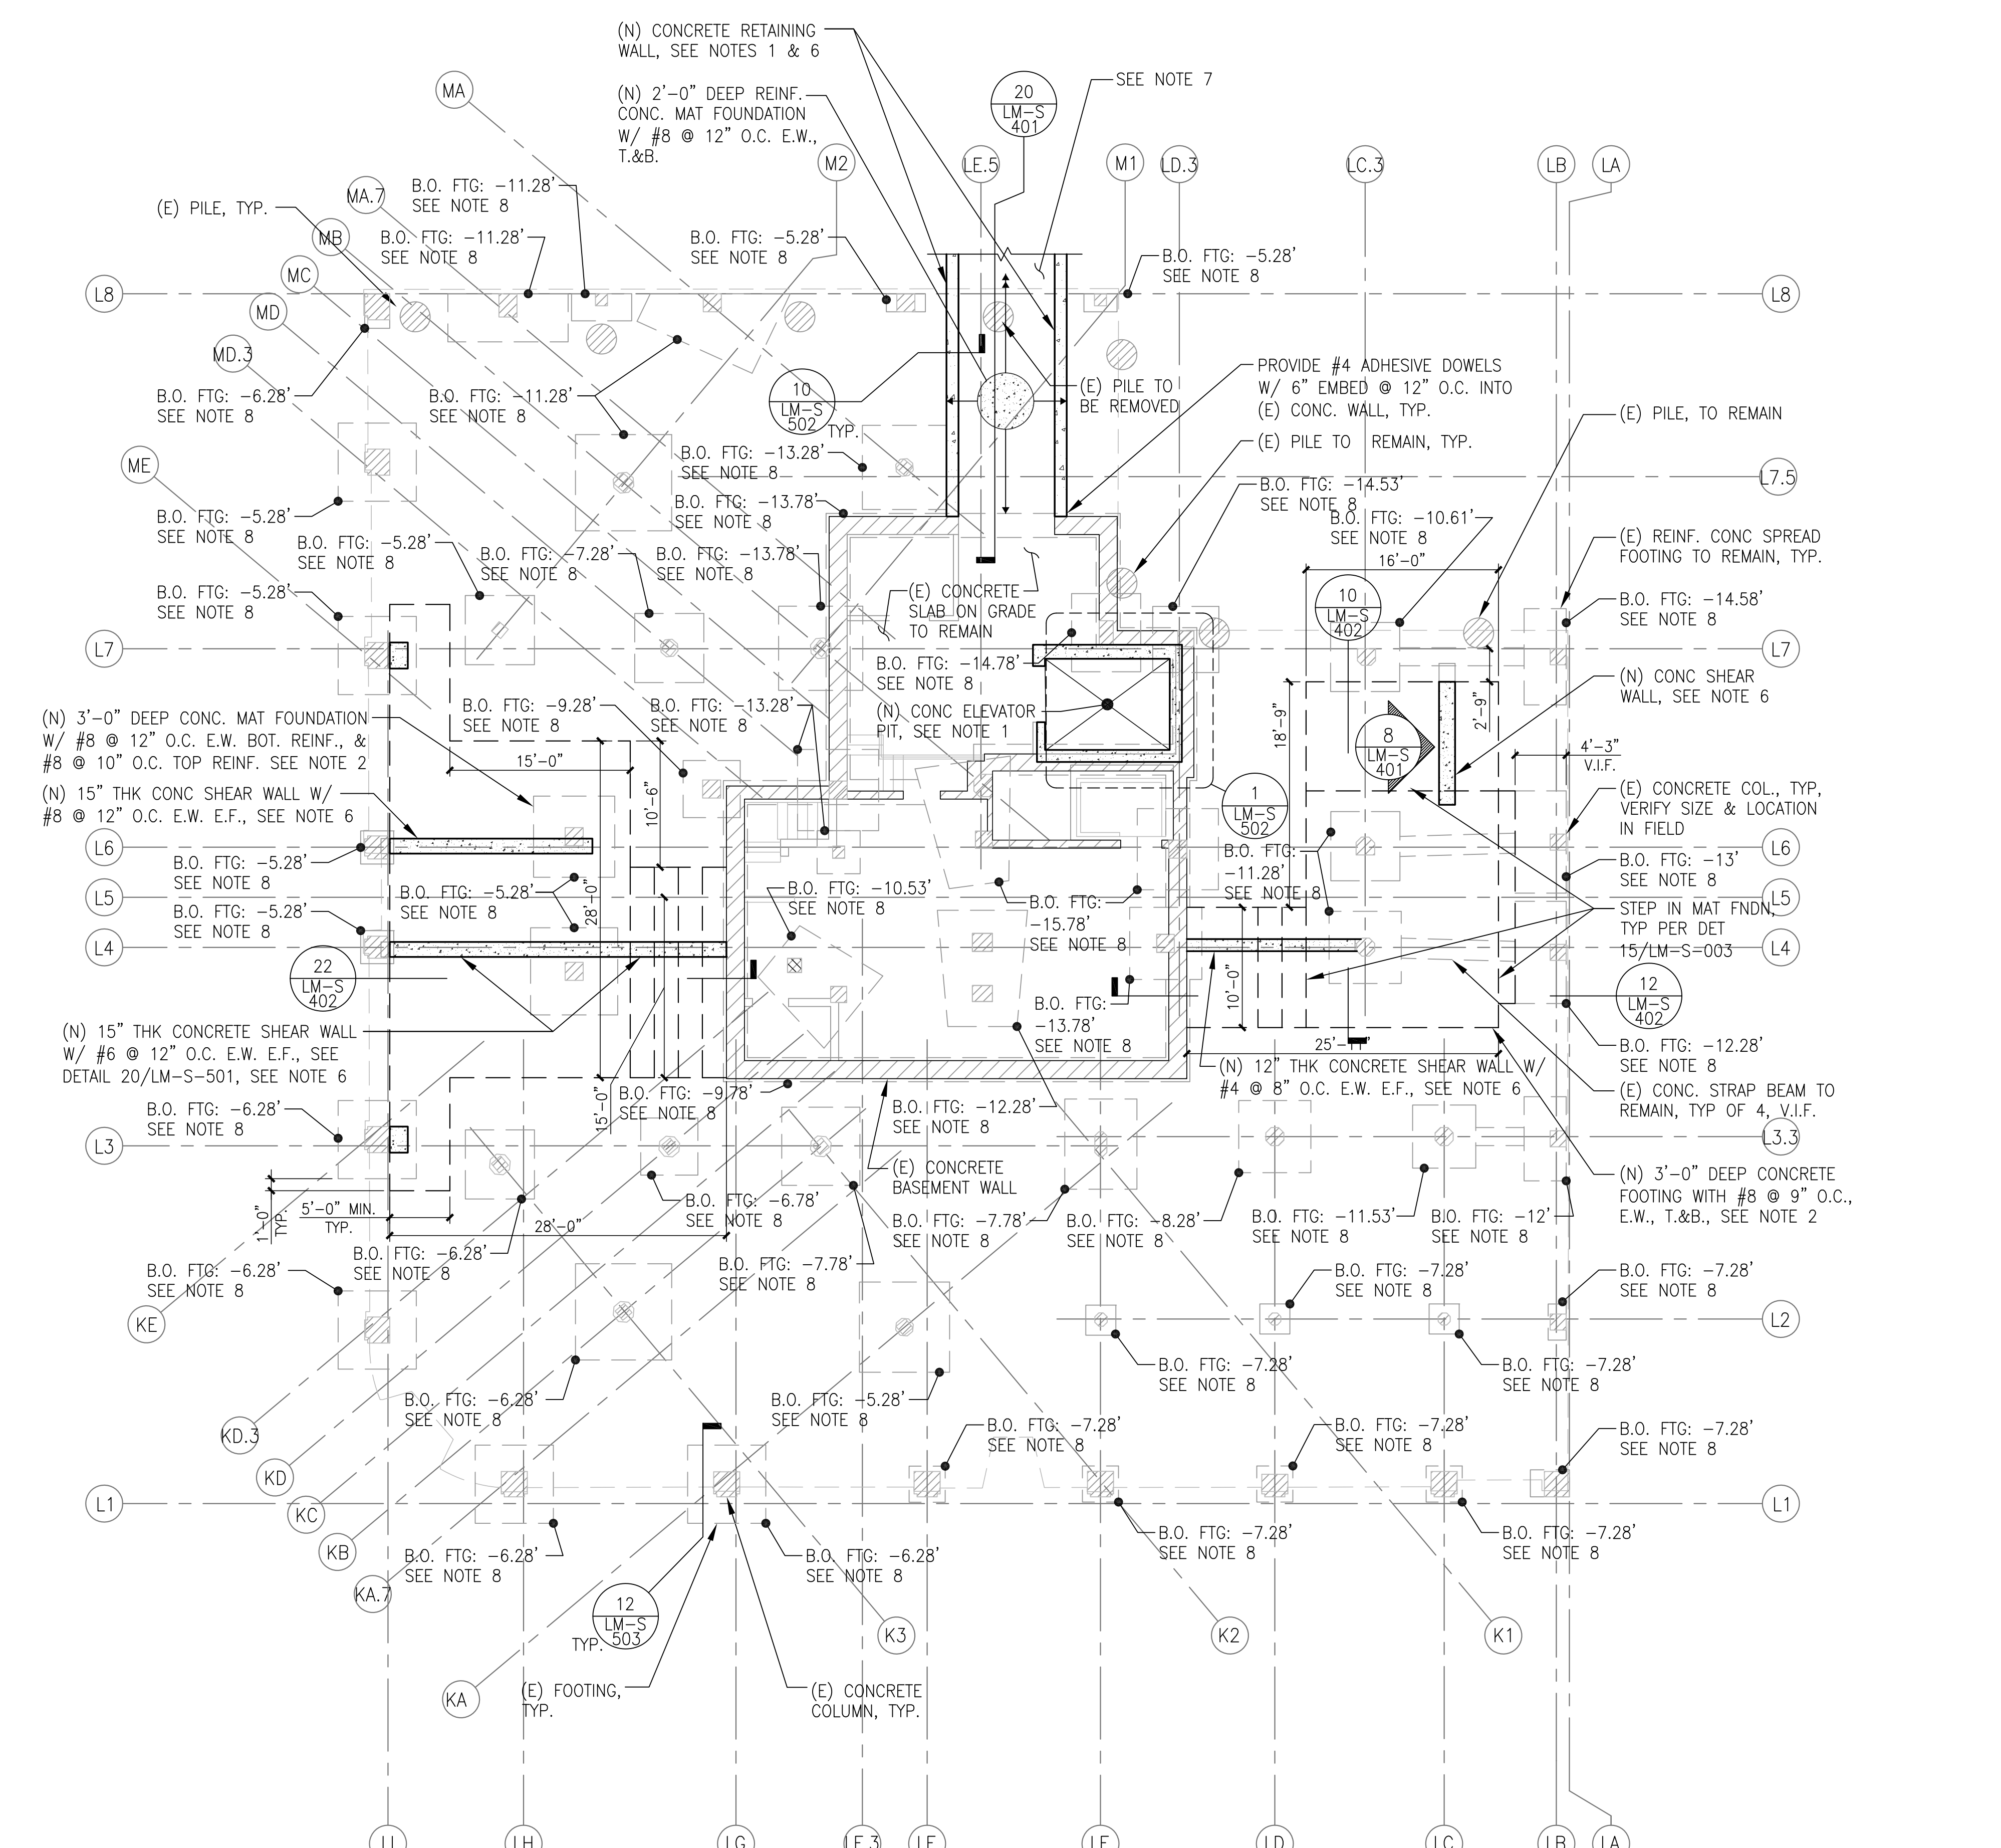 (N) CONCRETE RETAINING
WALL, SEE NOTES 1 & 6
(N) 2'-0" DEEP REINF.
CONC. MAT FOUNDATION
W/ #8 @ 12" O.C. E.W.,
T.&B.
SEE NOTE 7
20
LM-S
401
MA
MA.7
MB
MC
MD
MD.3
ME
M2
LE.5
M1
LD.3
LC.3
LB
LA
(E) PILE, TYP.
B.O. FTG: -11.28'
SEE NOTE 8
B.O. FTG: -11.28'
SEE NOTE 8
B.O. FTG: -5.28'
SEE NOTE 8
B.O. FTG: -5.28'
SEE NOTE 8
L8
L8
B.O. FTG: -6.28'
SEE NOTE 8
B.O. FTG: -11.28'
SEE NOTE 8
10
LM-S
502
TYP.
(E) PILE TO
BE REMOVED
PROVIDE #4 ADHESIVE DOWELS
W/ 6" EMBED @ 12" O.C. INTO
(E) CONC. WALL, TYP.
(E) PILE TO REMAIN, TYP.
(E) PILE, TO REMAIN
B.O. FTG: -13.28'
SEE NOTE 8
L7.5
B.O. FTG: -13.78'
SEE NOTE 8
B.O. FTG: -14.53'
SEE NOTE 8
B.O. FTG: -10.61'
SEE NOTE 8
B.O. FTG: -5.28'
SEE NOTE 8
B.O. FTG: -5.28'
SEE NOTE 8
B.O. FTG: -7.28'
SEE NOTE 8
B.O. FTG: -13.78'
SEE NOTE 8
(E) REINF. CONC SPREAD
FOOTING TO REMAIN, TYP.
16'-0"
10
LM-S
402
B.O. FTG: -5.28'
SEE NOTE 8
(E) CONCRETE
SLAB ON GRADE
TO REMAIN
B.O. FTG: -14.58'
SEE NOTE 8
L7
L7
B.O. FTG: -14.78'
SEE NOTE 8
(N) CONC SHEAR
WALL, SEE NOTE 6
(N) 3'-0" DEEP CONC. MAT FOUNDATION
W/ #8 @ 12" O.C. E.W. BOT. REINF., &
#8 @ 10" O.C. TOP REINF. SEE NOTE 2
B.O. FTG: -9.28'
SEE NOTE 8
B.O. FTG: -13.28'
SEE NOTE 8
(N) CONC ELEVATOR
PIT, SEE NOTE 1
18'-9"
2'-9"
8
LM-S
401
4'-3"
V.I.F.
15'-0"
10'-6"
(N) 15" THK CONC SHEAR WALL W/
#8 @ 12" O.C. E.W. E.F., SEE NOTE 6
1
LM-S
502
(E) CONCRETE COL., TYP,
VERIFY SIZE & LOCATION
IN FIELD
L6
L6
B.O. FTG: -5.28'
SEE NOTE 8
B.O. FTG:
-11.28'
SEE NOTE 8
B.O. FTG: -13'
SEE NOTE 8
L5
L5
B.O. FTG: -5.28'
SEE NOTE 8
28'-0"
B.O. FTG: -10.53'
SEE NOTE 8
B.O. FTG:
-15.78'
SEE NOTE 8
B.O. FTG: -5.28'
SEE NOTE 8
STEP IN MAT FNDN,
TYP PER DET
15/LM-S-003
L4
L4
22
LM-S
402
10'-0"
12
LM-S
402
B.O. FTG:
-13.78'
SEE NOTE 8
(N) 15" THK CONCRETE SHEAR WALL
W/ #6 @ 12" O.C. E.W. E.F., SEE
DETAIL 20/LM-S-501, SEE NOTE 6
25'-11"
B.O. FTG: -12.28'
SEE NOTE 8
(N) 12" THK CONCRETE SHEAR WALL W/
#4 @ 8" O.C. E.W. E.F., SEE NOTE 6
B.O. FTG: -9.78'
SEE NOTE 8
15'-0"
B.O. FTG: -12.28'
SEE NOTE 8
(E) CONC. STRAP BEAM TO
REMAIN, TYP OF 4, V.I.F.
B.O. FTG: -6.28'
SEE NOTE 8
L3
L3.3
(E) CONCRETE
BASEMENT WALL
(N) 3'-0" DEEP CONCRETE
FOOTING WITH #8 @ 9" O.C.,
E.W., T.&B., SEE NOTE 2
1'-0"
TYP.
5'-0" MIN.
TYP.
28'-0"
B.O. FTG: -6.78'
SEE NOTE 8
B.O. FTG: -7.78'
SEE NOTE 8
B.O. FTG: -8.28'
SEE NOTE 8
B.O. FTG: -11.53'
SEE NOTE 8
B.O. FTG: -12'
SEE NOTE 8
B.O. FTG: -6.28'
SEE NOTE 8
B.O. FTG: -7.78'
SEE NOTE 8
B.O. FTG: -6.28'
SEE NOTE 8
B.O. FTG: -7.28'
SEE NOTE 8
B.O. FTG: -7.28'
SEE NOTE 8
KE
L2
B.O. FTG: -7.28'
SEE NOTE 8
B.O. FTG: -7.28'
SEE NOTE 8
B.O. FTG: -6.28'
SEE NOTE 8
B.O. FTG: -5.28'
SEE NOTE 8
B.O. FTG: -7.28'
SEE NOTE 8
B.O. FTG: -7.28'
SEE NOTE 8
B.O. FTG: -7.28'
SEE NOTE 8
KD.3
KD
KC
KB
KA.7
KA
L1
L1
B.O. FTG: -7.28'
SEE NOTE 8
B.O. FTG: -7.28'
SEE NOTE 8
B.O. FTG: -6.28'
SEE NOTE 8
B.O. FTG: -6.28'
SEE NOTE 8
12
LM-S
503
TYP.
K3
K2
K1
(E) FOOTING,
TYP.
(E) CONCRETE
COLUMN, TYP.
LH
LG
LD
LC
LB
LA